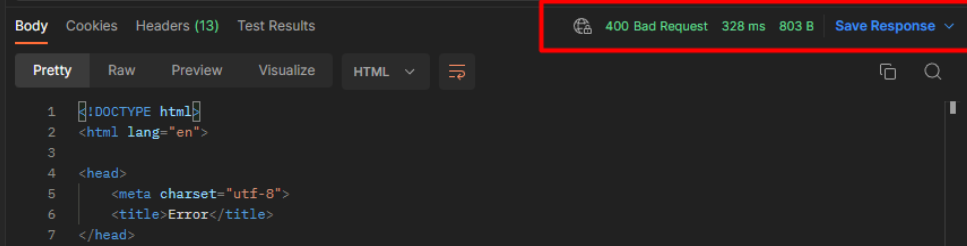 Body Cookies Headers (13) Test Results 400 Bad Request 328 ms 803 B Save Response
Pretty Raw Preview Visualize HTML
1 <!DOCTYPE html>
2 <html lang="en">
3
4 <head>
5 <meta charset="utf-8">
6 <title>Error</title>
7 </head>